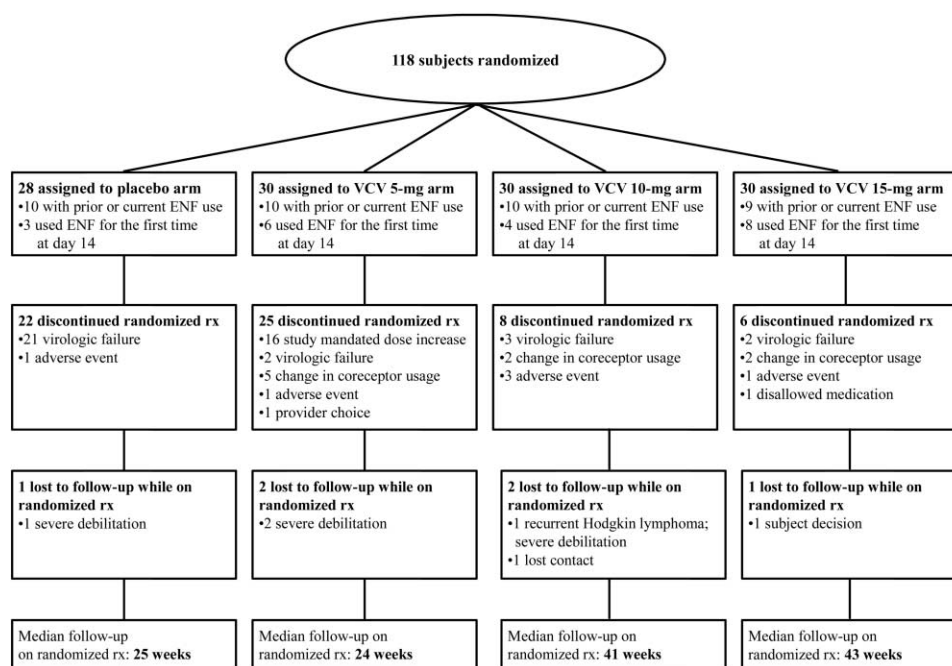 118 subjects randomized
28 assigned to placebo arm
•10 with prior or current ENF use
•3 used ENF for the first time
at day 14
30 assigned to VCV 5-mg arm
•10 with prior or current ENF use
•6 used ENF for the first time
at day 14
30 assigned to VCV 10-mg arm
•10 with prior or current ENF use
•4 used ENF for the first time
at day 14
30 assigned to VCV 15-mg arm
•9 with prior or current ENF use
•8 used ENF for the first time
at day 14
22 discontinued randomized rx
•21 virologic failure
•1 adverse event
25 discontinued randomized rx
•16 study mandated dose increase
•2 virologic failure
•5 change in coreceptor usage
•1 adverse event
•1 provider choice
8 discontinued randomized rx
•3 virologic failure
•2 change in coreceptor usage
•3 adverse event
6 discontinued randomized rx
•2 virologic failure
•2 change in coreceptor usage
•1 adverse event
•1 disallowed medication
1 lost to follow-up while on
randomized rx
•1 severe debilitation
2 lost to follow-up while on
randomized rx
•2 severe debilitation
2 lost to follow-up while on
randomized rx
•1 recurrent Hodgkin lymphoma;
severe debilitation
•1 lost contact
1 lost to follow-up while on
randomized rx
•1 subject decision
Median follow-up
on randomized rx: 25 weeks
Median follow-up on
randomized rx: 24 weeks
Median follow-up on
randomized rx: 41 weeks
Median follow-up on
randomized rx: 43 weeks